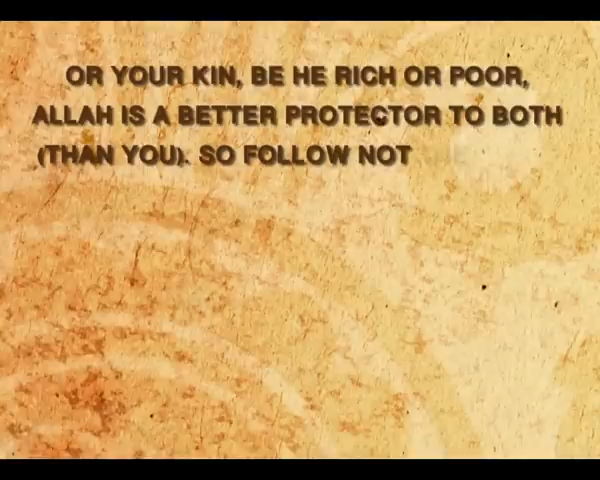 OR YOUR KIN, BE HE RICH OR POOR,
ALLAH IS A BETTER PROTECTOR TO BOTH
(THAN YOU). SO FOLLOW NOT